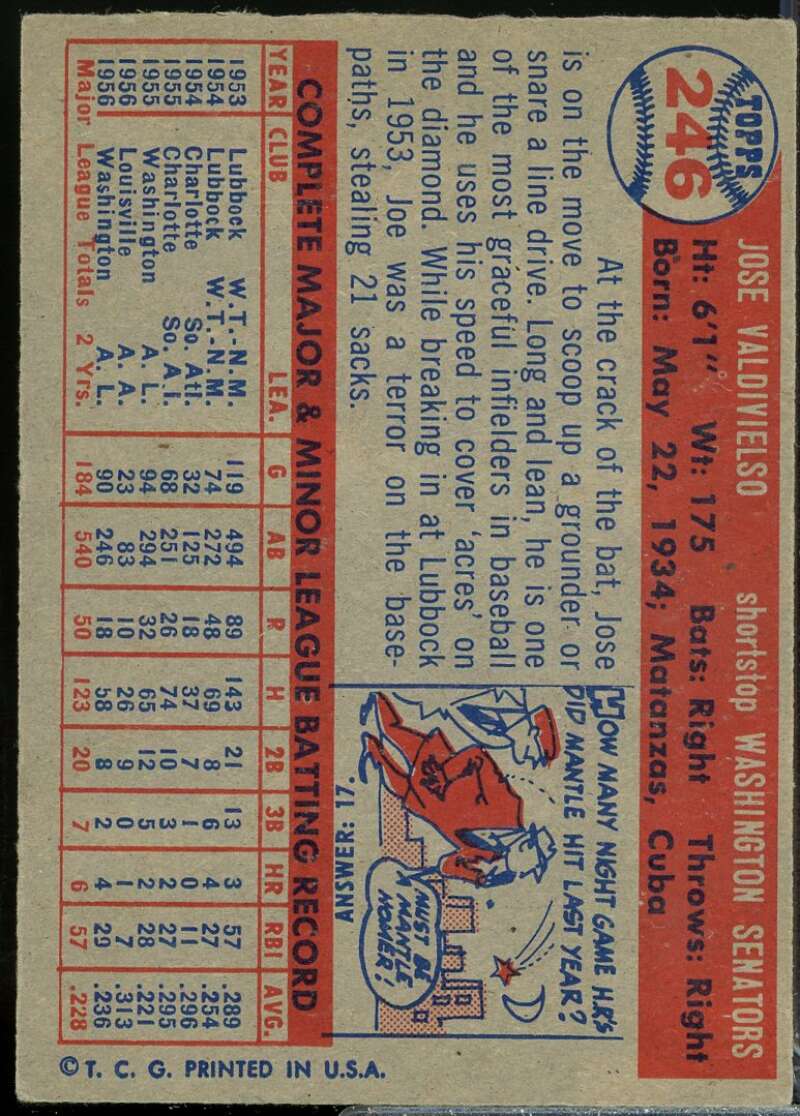 TOPPS
246
JOSE VALDIVIELSO shortstop WASHINGTON SENATORS
Ht: 6'1" Wt: 175 Bats: Right Throws: Right
Born: May 22, 1934; Matanzas, Cuba
At the crack of the bat, Jose
is on the move to scoop up a grounder or
snare a line drive. Long and lean, he is one
of the most graceful infielders in baseball
and he uses his speed to cover 'acres' on
the diamond. While breaking in at Lubbock
in 1953, Joe was a terror on the base-
paths, stealing 21 sacks.
HOW MANY NIGHT GAME H.R'S
DID MANTLE HIT LAST YEAR?
MUST BE
A MANTLE
HOMER!
ANSWER: 17.
COMPLETE MAJOR & MINOR LEAGUE BATTING RECORD
YEAR CLUB LEA. G AB R H 2B 3B HR RBI AVG.
1953 Lubbock W.T.-N.M. 119 494 89 143 21 13 3 57 .289
1954 Lubbock W.T.-N.M. 74 272 48 69 8 6 4 27 .254
1954 Charlotte So. Atl. 32 125 18 37 7 1 0 11 .296
1955 Charlotte So. Atl. 68 251 26 74 10 3 2 27 .295
1955 Washington A. L. 94 294 32 65 12 5 2 28 .221
1956 Louisville A. A. 23 83 10 26 9 0 1 7 .313
1956 Washington A. L. 90 246 18 58 8 2 4 29 .236
Major League Totals 2 Yrs. 184 540 50 123 20 7 6 57 .228
© T. C. G. PRINTED IN U.S.A.